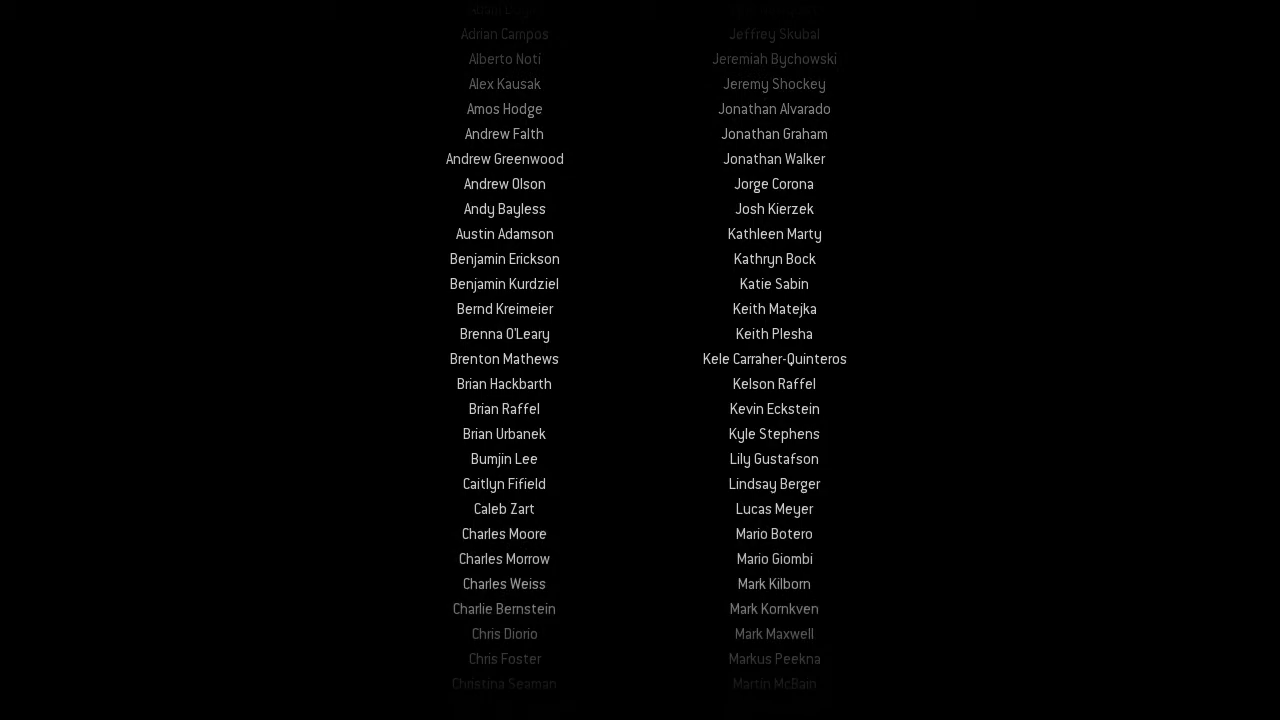 Adrian Campos
Alberto Noti
Alex Kausak
Amos Hodge
Andrew Falth
Andrew Greenwood
Andrew Olson
Andy Bayless
Austin Adamson
Benjamin Erickson
Benjamin Kurdziel
Bernd Kreimeier
Brenna O'Leary
Brenton Mathews
Brian Hackbarth
Brian Raffel
Brian Urbanek
Bumjin Lee
Caitlyn Fifield
Caleb Zart
Charles Moore
Charles Morrow
Charles Weiss
Charlie Bernstein
Chris Diorio
Chris Foster
Christina Seaman
Jeffrey Skubal
Jeremiah Bychowski
Jeremy Shockey
Jonathan Alvarado
Jonathan Graham
Jonathan Walker
Jorge Corona
Josh Kierzek
Kathleen Marty
Kathryn Bock
Katie Sabin
Keith Matejka
Keith Plesha
Kele Carraher-Quinteros
Kelson Raffel
Kevin Eckstein
Kyle Stephens
Lily Gustafson
Lindsay Berger
Lucas Meyer
Mario Botero
Mario Giombi
Mark Kilborn
Mark Kornkven
Mark Maxwell
Markus Peekna
Martin McBain